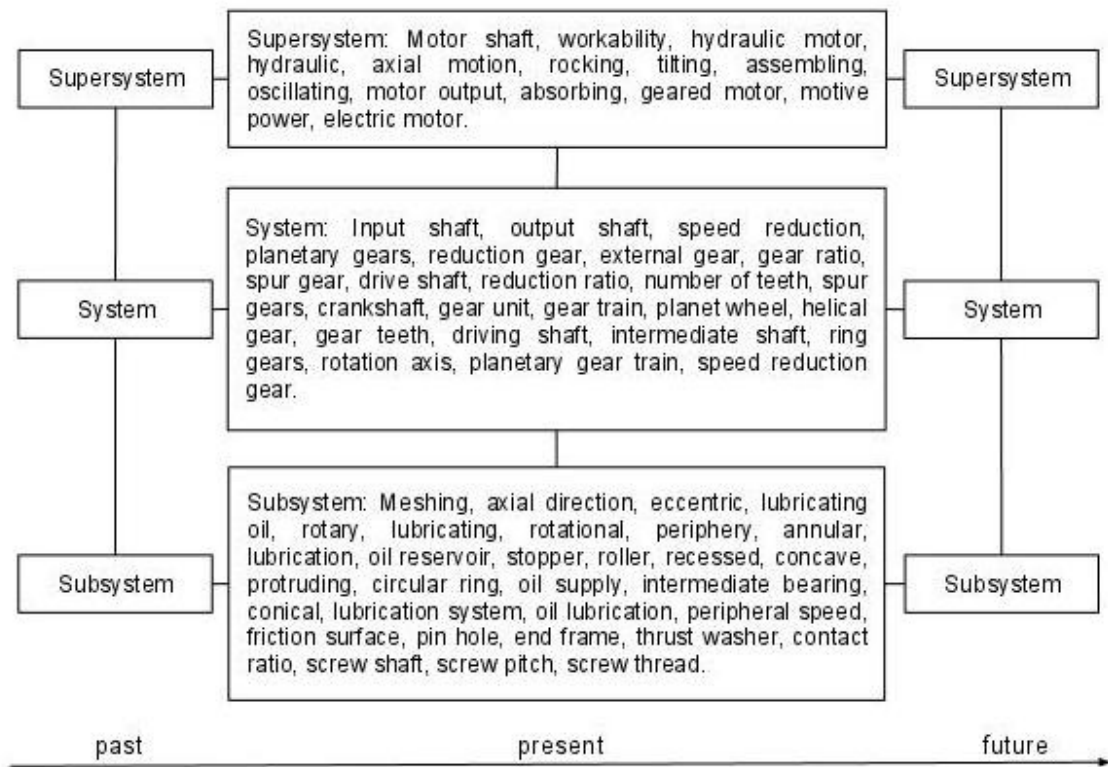 Supersystem
Supersystem: Motor shaft, workability, hydraulic motor,
hydraulic, axial motion, rocking, tilting, assembling,
oscillating, motor output, absorbing, geared motor, motive
power, electric motor.
Supersystem
System
System: Input shaft, output shaft, speed reduction,
planetary gears, reduction gear, external gear, gear ratio,
spur gear, drive shaft, reduction ratio, number of teeth, spur
gears, crankshaft, gear unit, gear train, planet wheel, helical
gear, gear teeth, driving shaft, intermediate shaft, ring
gears, rotation axis, planetary gear train, speed reduction
gear.
System
Subsystem
Subsystem: Meshing, axial direction, eccentric, lubricating
oil, rotary, lubricating, rotational, periphery, annular,
lubrication, oil reservoir, stopper, roller, recessed, concave,
protruding, circular ring, oil supply, intermediate bearing,
conical, lubrication system, oil lubrication, peripheral speed,
friction surface, pin hole, end frame, thrust washer, contact
ratio, screw shaft, screw pitch, screw thread.
Subsystem
past
present
future